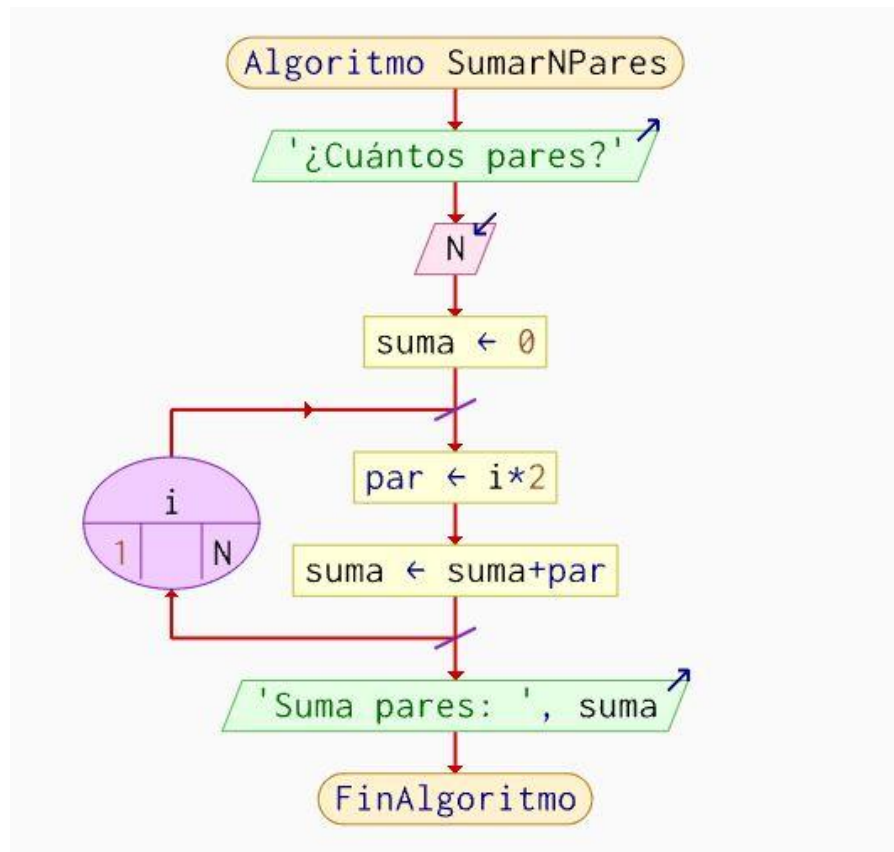 Algoritmo SumarNPares
'¿Cuántos pares?'
N
suma ← 0
i
1 N
par ← i*2
suma ← suma+par
'Suma pares: ', suma
FinAlgoritmo